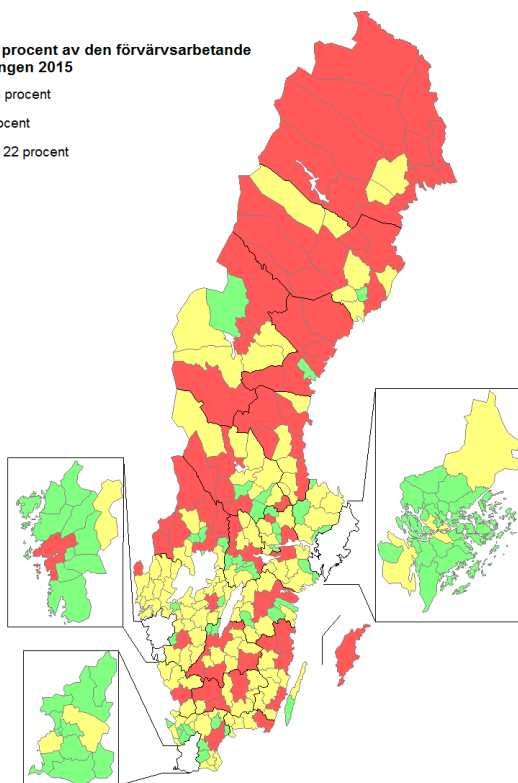 procent av den förvärvsarbetande
ngen 2015
procent
ocent
22 procent